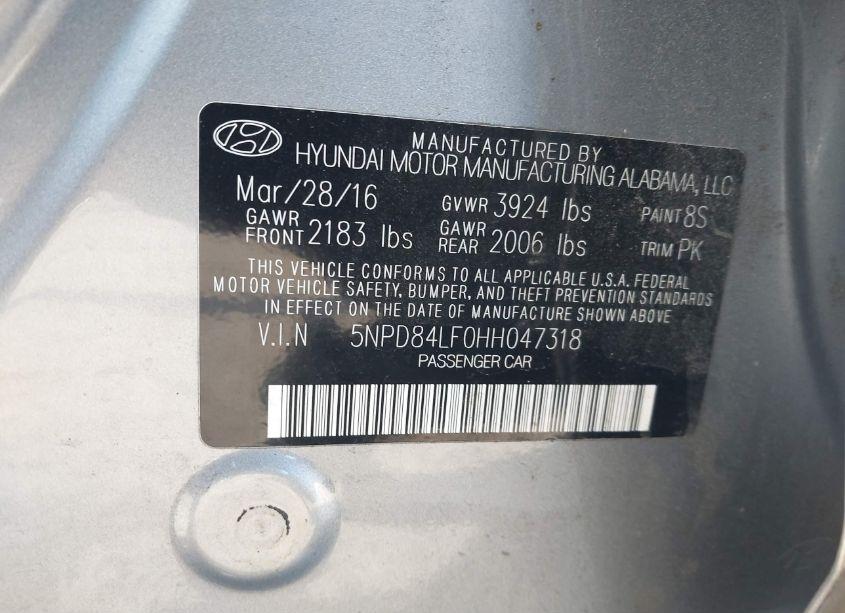 MANUFACTURED BY
HYUNDAI MOTOR MANUFACTURING ALABAMA, LLC
Mar/28/16 GVWR 3924 lbs PAINT 8S
GAWR FRONT 2183 lbs GAWR REAR 2006 lbs TRIM PK
THIS VEHICLE CONFORMS TO ALL APPLICABLE U.S.A. FEDERAL
MOTOR VEHICLE SAFETY, BUMPER, AND THEFT PREVENTION STANDARDS
IN EFFECT ON THE DATE OF MANUFACTURE SHOWN ABOVE
V.I.N 5NPD84LF0HH047318
PASSENGER CAR